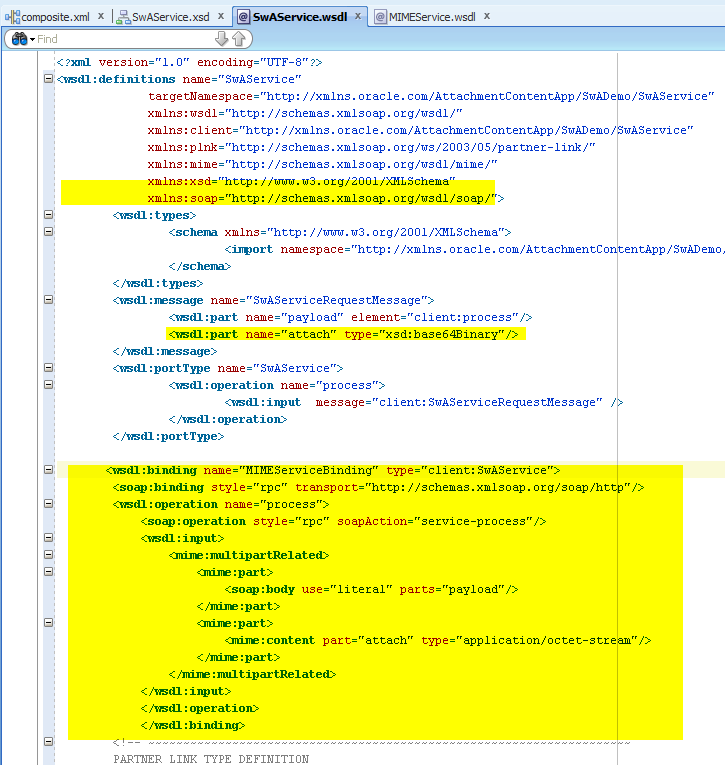 composite.xml x SwAService.xsd x SwAService.wsdl x MIMEService.wsdl x
Find
<?xml version="1.0" encoding="UTF-8"?>
<wsdl:definitions name="SwAService"
targetNamespace="http://xmlns.oracle.com/AttachmentContentApp/SwADemo/SwAService"
xmlns:wsdl="http://schemas.xmlsoap.org/wsdl/"
xmlns:client="http://xmlns.oracle.com/AttachmentContentApp/SwADemo/SwAService"
xmlns:plnk="http://schemas.xmlsoap.org/ws/2003/05/partner-link/"
xmlns:mime="http://schemas.xmlsoap.org/wsdl/mime/"
xmlns:xsd="http://www.w3.org/2001/XMLSchema"
xmlns:soap="http://schemas.xmlsoap.org/wsdl/soap/">
<wsdl:types>
<schema xmlns="http://www.w3.org/2001/XMLSchema">
<import namespace="http://xmlns.oracle.com/AttachmentContentApp/SwADemo/
</schema>
</wsdl:types>
<wsdl:message name="SwAServiceRequestMessage">
<wsdl:part name="payload" element="client:process"/>
<wsdl:part name="attach" type="xsd:base64Binary"/>
</wsdl:message>
<wsdl:portType name="SwAService">
<wsdl:operation name="process">
<wsdl:input message="client:SwAServiceRequestMessage" />
</wsdl:operation>
</wsdl:portType>
<wsdl:binding name="MIMEServiceBinding" type="client:SwAService">
<soap:binding style="rpc" transport="http://schemas.xmlsoap.org/soap/http"/>
<wsdl:operation name="process">
<soap:operation style="rpc" soapAction="service-process"/>
<wsdl:input>
<mime:multipartRelated>
<mime:part>
<soap:body use="literal" parts="payload"/>
</mime:part>
<mime:part>
<mime:content part="attach" type="application/octet-stream"/>
</mime:part>
</mime:multipartRelated>
</wsdl:input>
</wsdl:operation>
</wsdl:binding>
<!-- ~~~~~~~~~~~~~~~~~~~~~~~~~~~~~~~~~~~~~~~~~~~~~~~~~~~~~~~~~~~~~~~~~~~~~
PARTNER LINK TYPE DEFINITION